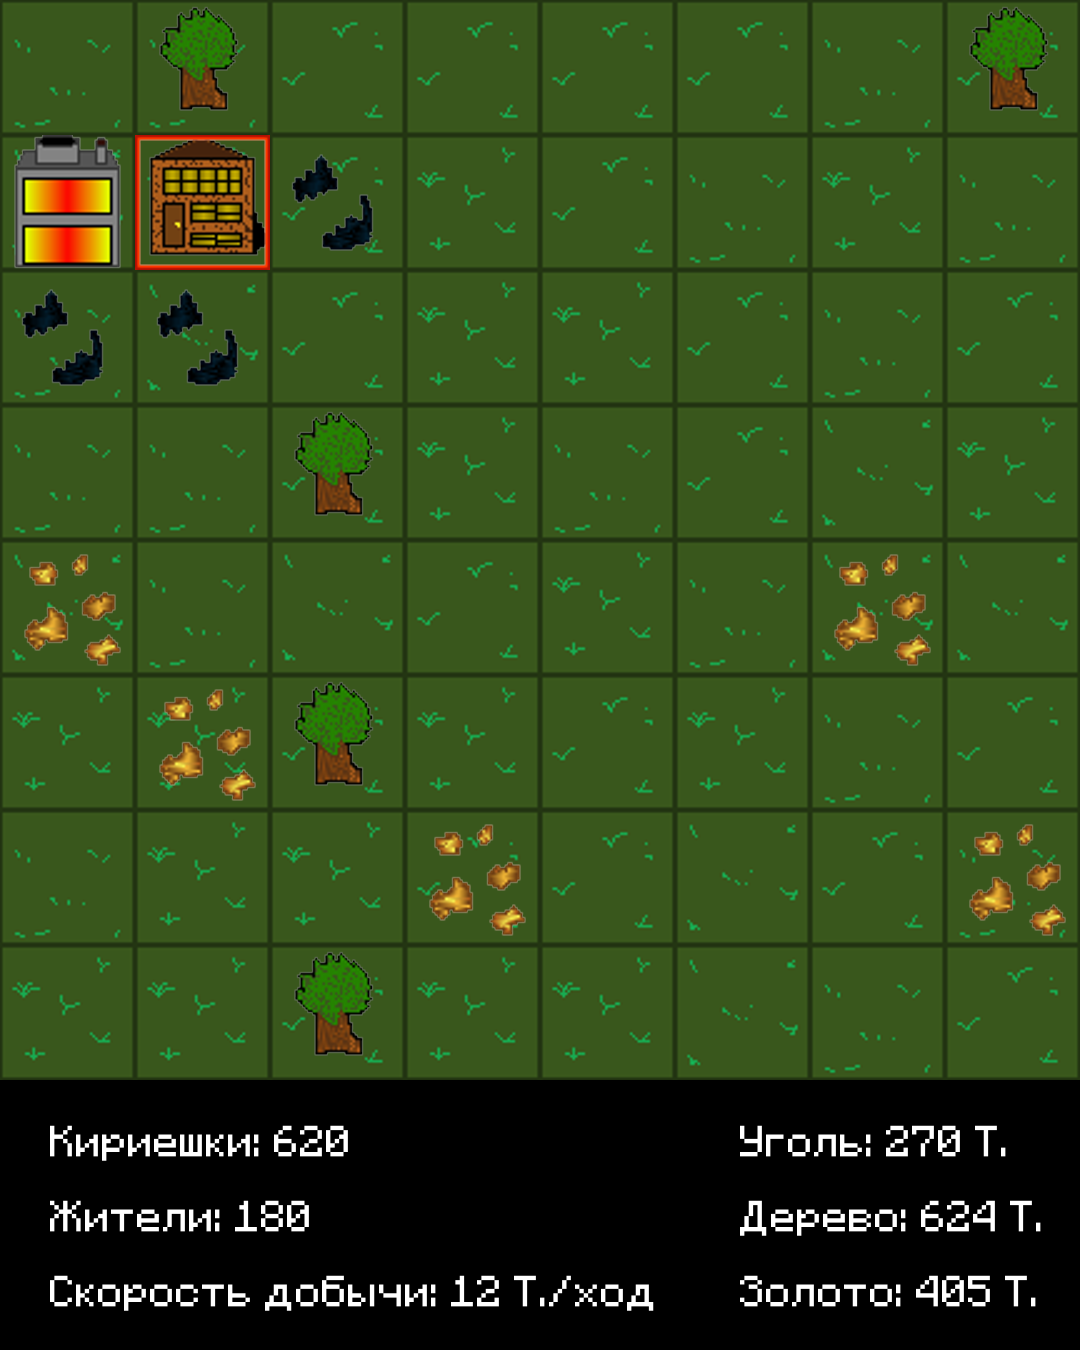 Кириешки: 620
Уголь: 270 Т.
Жители: 180
Дерево: 624 Т.
Скорость добычи: 12 Т./ход
Золото: 405 Т.